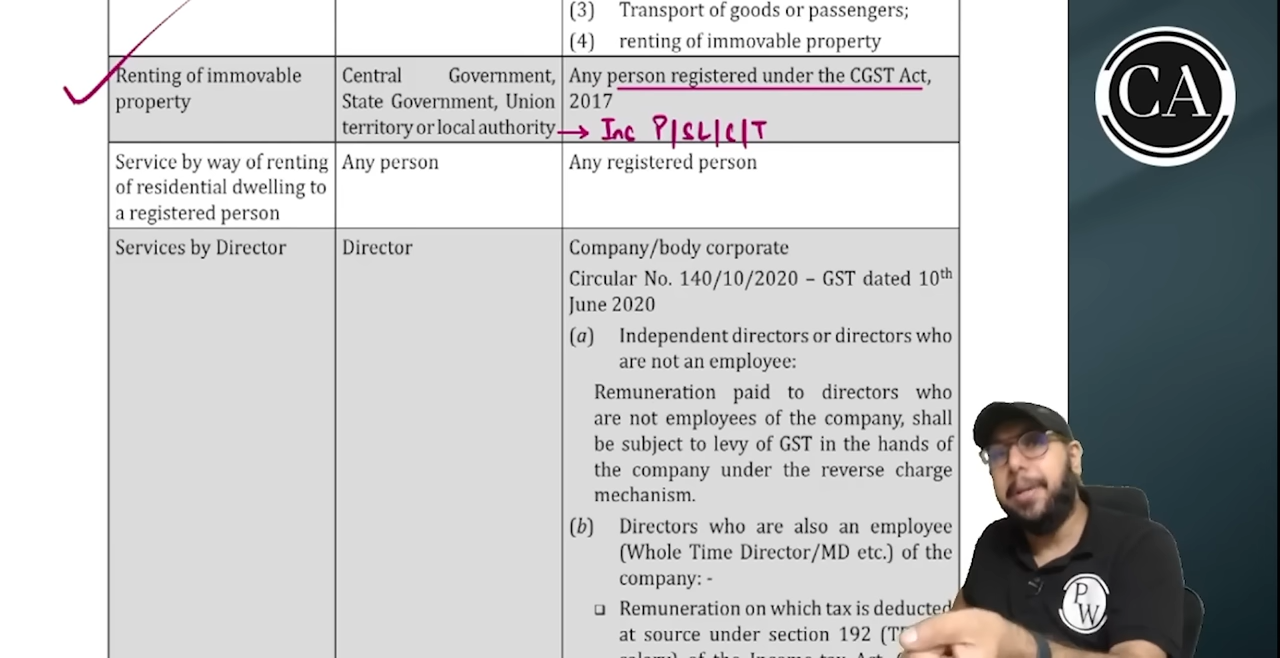 (3) Transport of goods or passengers;
(4) renting of immovable property
Renting of immovable
property
Central Government,
State Government, Union
territory or local authority
Any person registered under the CGST Act,
2017
→ Inc P|SL|C|T
Service by way of renting
of residential dwelling to
a registered person
Any person
Any registered person
Services by Director
Director
Company/body corporate
Circular No. 140/10/2020 – GST dated 10th
June 2020
(a) Independent directors or directors who
are not an employee:
Remuneration paid to directors who
are not employees of the company, shall
be subject to levy of GST in the hands of
the company under the reverse charge
mechanism.
(b) Directors who are also an employee
(Whole Time Director/MD etc.) of the
company: -
❑ Remuneration on which tax is deducted
at source under section 192
CA
P
W